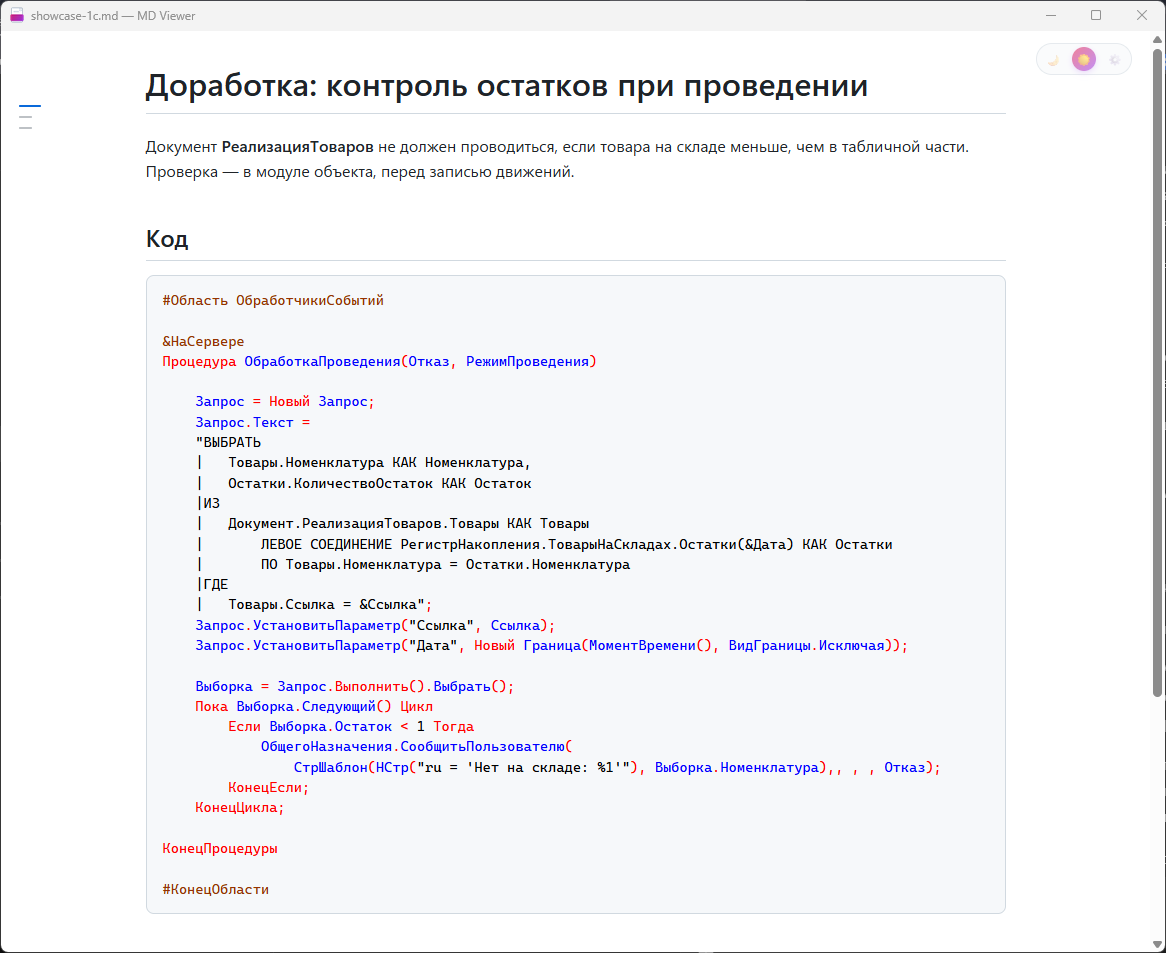 showcase-1c.md — MD Viewer
Доработка: контроль остатков при проведении
Документ РеализацияТоваров не должен проводиться, если товара на складе меньше, чем в табличной части.
Проверка — в модуле объекта, перед записью движений.
Код
#Область ОбработчикиСобытий
&НаСервере
Процедура ОбработкаПроведения(Отказ, РежимПроведения)
    Запрос = Новый Запрос;
    Запрос.Текст =
    "ВЫБРАТЬ
    |   Товары.Номенклатура КАК Номенклатура,
    |   Остатки.КоличествоОстаток КАК Остаток
    |ИЗ
    |   Документ.РеализацияТоваров.Товары КАК Товары
    |       ЛЕВОЕ СОЕДИНЕНИЕ РегистрНакопления.ТоварыНаСкладах.Остатки(&Дата) КАК Остатки
    |       ПО Товары.Номенклатура = Остатки.Номенклатура
    |ГДЕ
    |   Товары.Ссылка = &Ссылка";
    Запрос.УстановитьПараметр("Ссылка", Ссылка);
    Запрос.УстановитьПараметр("Дата", Новый Граница(МоментВремени(), ВидГраницы.Исключая));
    Выборка = Запрос.Выполнить().Выбрать();
    Пока Выборка.Следующий() Цикл
        Если Выборка.Остаток < 1 Тогда
            ОбщегоНазначения.СообщитьПользователю(
                СтрШаблон(НСтр("ru = 'Нет на складе: %1'"), Выборка.Номенклатура),, , , Отказ);
        КонецЕсли;
    КонецЦикла;
КонецПроцедуры
#КонецОбласти